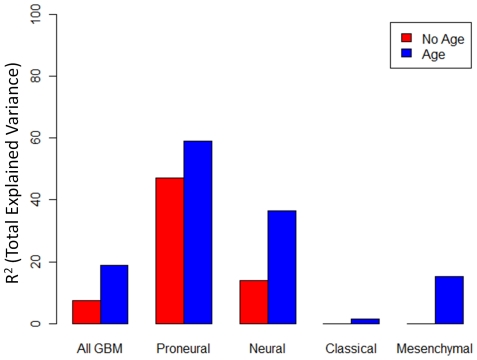 R² (Total Explained Variance)
100
80
60
40
20
0
No Age
Age
All GBM
Proneural
Neural
Classical
Mesenchymal